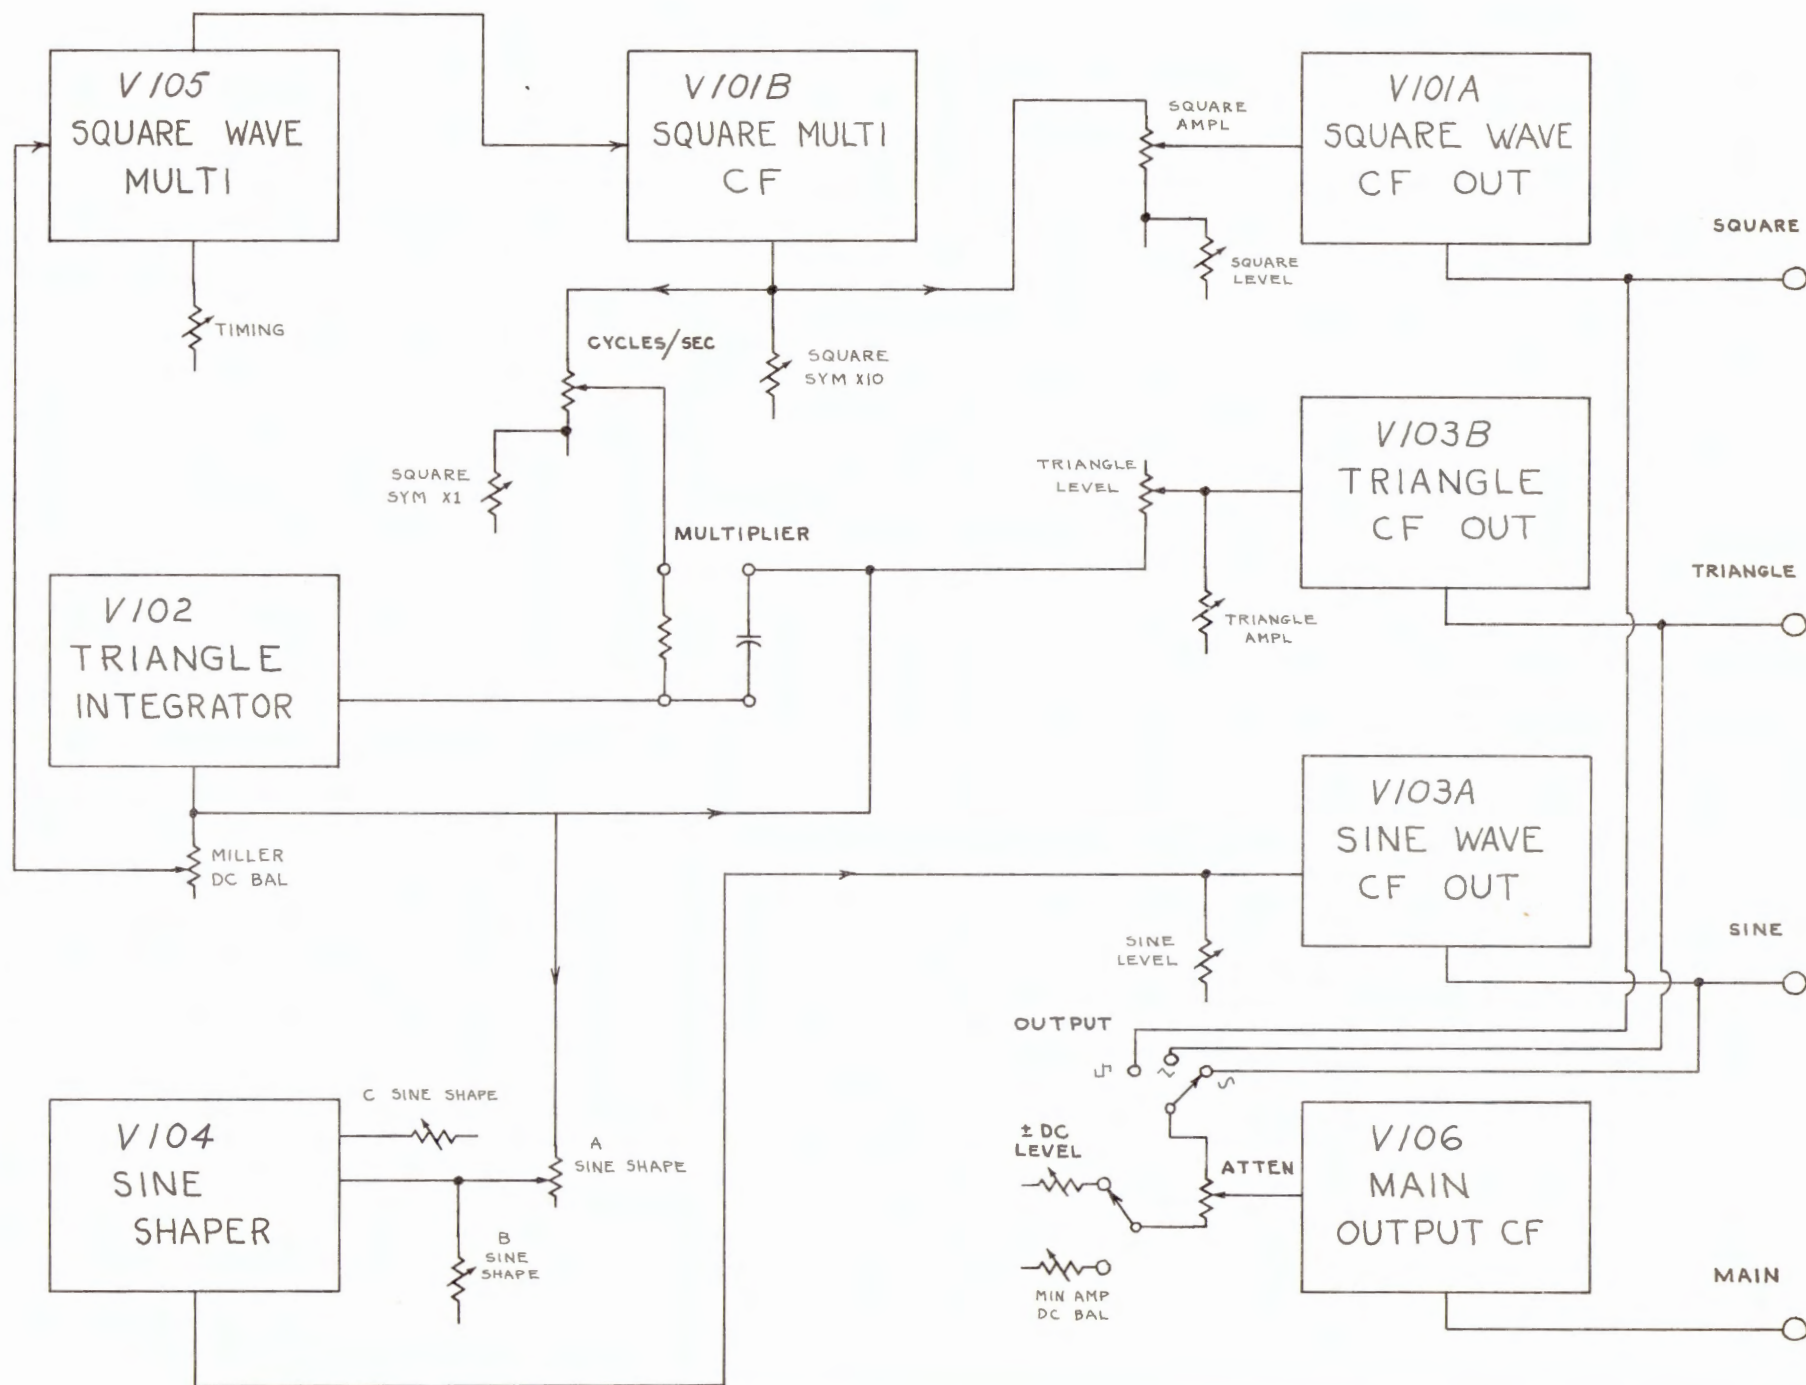 V105
SQUARE WAVE
MULTI
V101B
SQUARE MULTI
CF
SQUARE
AMPL
V101A
SQUARE WAVE
CF OUT
SQUARE
SQUARE
LEVEL
TIMING
CYCLES/SEC
SQUARE
SYM X10
SQUARE
SYM X1
TRIANGLE
LEVEL
V103B
TRIANGLE
CF OUT
TRIANGLE
MULTIPLIER
TRIANGLE
AMPL
V102
TRIANGLE
INTEGRATOR
MILLER
DC BAL
V103A
SINE WAVE
CF OUT
SINE
SINE
LEVEL
OUTPUT
C SINE SHAPE
V104
SINE
SHAPER
A
SINE SHAPE
B
SINE
SHAPE
± DC
LEVEL
ATTEN
V106
MAIN
OUTPUT CF
MAIN
MIN AMP
DC BAL